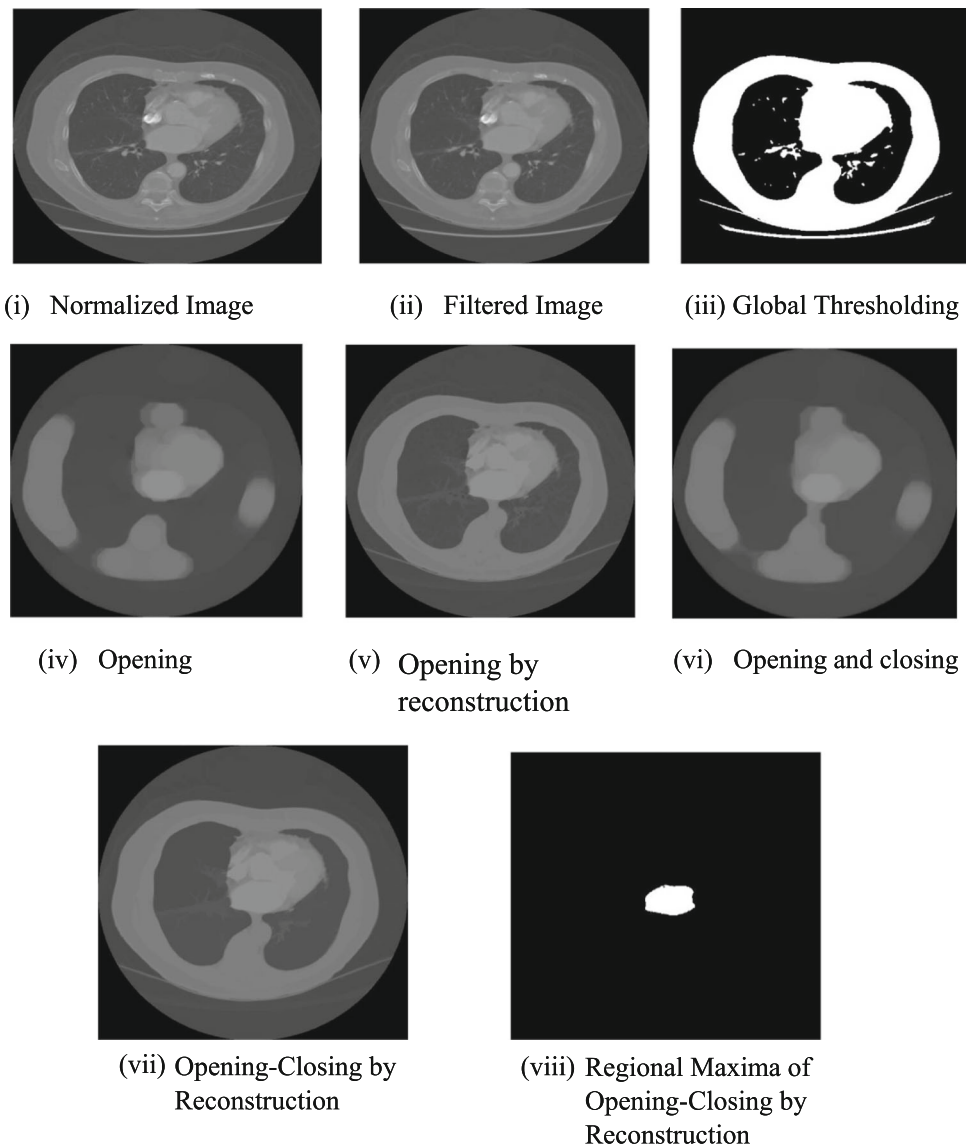 (i) Normalized Image
(ii) Filtered Image
(iii) Global Thresholding
(iv) Opening
(v) Opening by
reconstruction
(vi) Opening and closing
(vii) Opening-Closing by
Reconstruction
(viii) Regional Maxima of
Opening-Closing by
Reconstruction